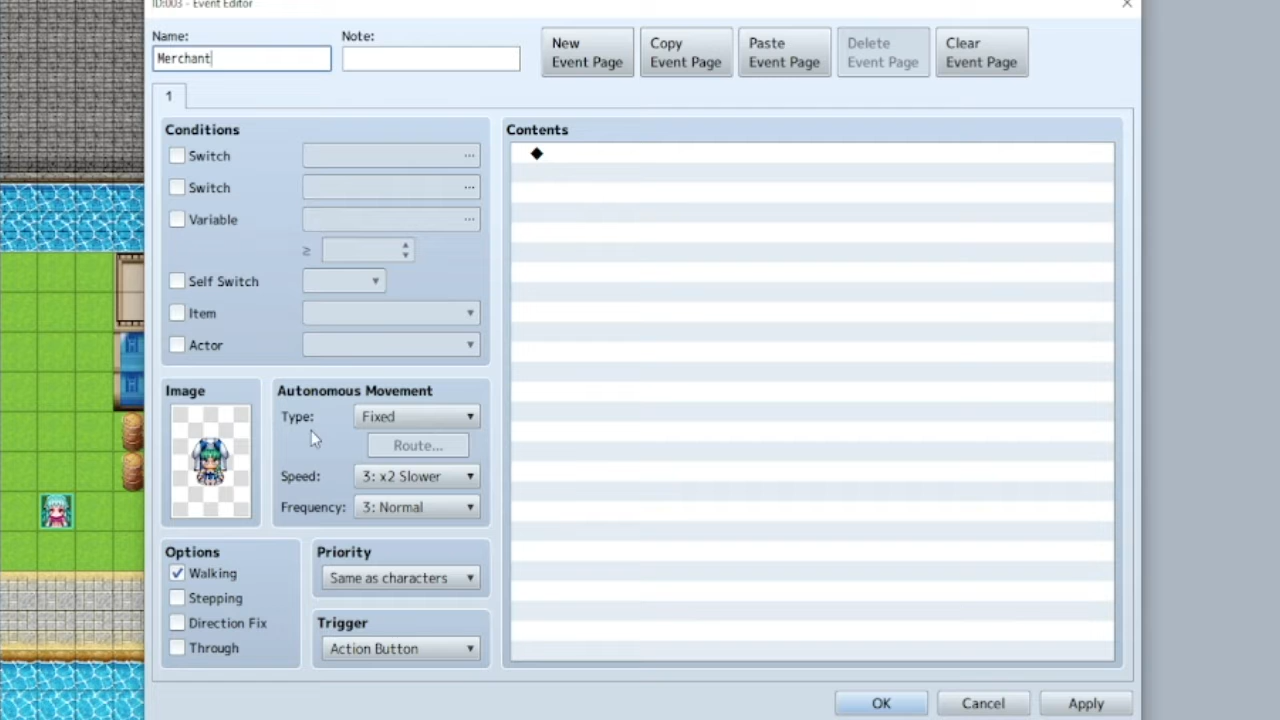 ID:003 - Event Editor
Name:
Note:
Merchant
New
Event Page
Copy
Event Page
Paste
Event Page
Delete
Event Page
Clear
Event Page
1
Conditions
Switch
...
Switch
...
Variable
...
≥
Self Switch
Item
Actor
Image
Autonomous Movement
Type:
Fixed
Route...
Speed:
3: x2 Slower
Frequency:
3: Normal
Options
Walking
Stepping
Direction Fix
Through
Priority
Same as characters
Trigger
Action Button
Contents
OK
Cancel
Apply